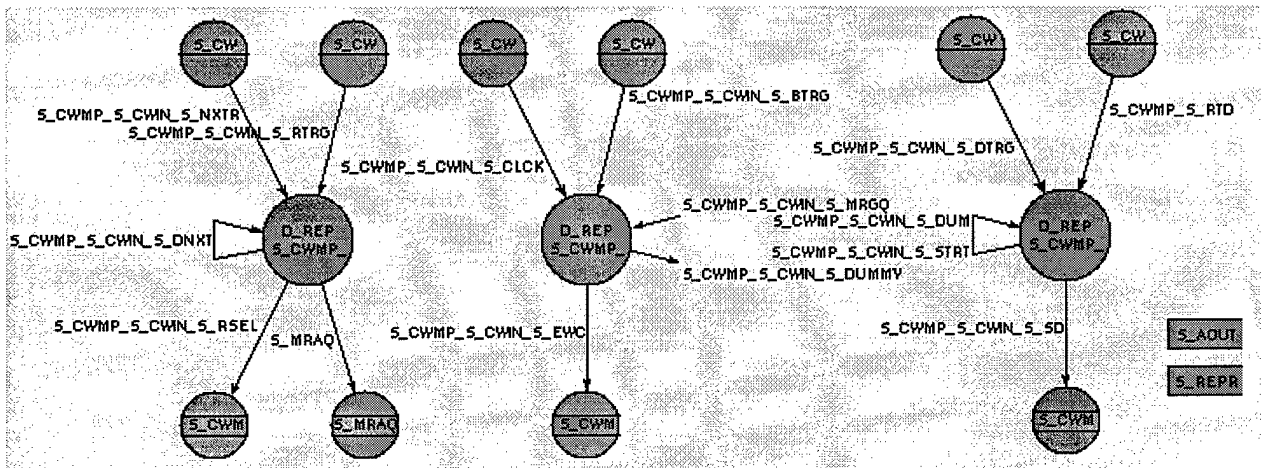 S_CW
S_CW
S_CW
S_CW
S_CW
S_CW
S_CWMP_S_CWIN_S_NXTR
S_CWMP_S_CWIN_S_RTRG
S_CWMP_S_CWIN_S_BTRG
S_CWMP_S_RTD
S_CWMP_S_CWIN_S_CLCK
S_CWMP_S_CWIN_S_DTRG
S_CWMP_S_CWIN_S_DNXT
D_REP
S_CWMP_
D_REP
S_CWMP_
S_CWMP_S_CWIN_S_MRGQ
S_CWMP_S_CWIN_S_DUM
S_CWMP_S_CWIN_S_STRT
S_CWMP_S_CWIN_S_DUMMY
D_REP
S_CWMP_
S_CWMP_S_CWIN_S_RSEL
S_MRAQ
S_CWMP_S_CWIN_S_EWC
S_CWMP_S_CWIN_S_SD
S_AOUT
S_REPR
S_CWM
S_MRAQ
S_CWM
S_CWM